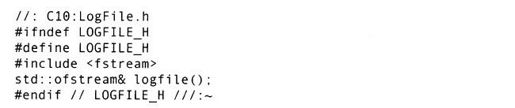 //: C10:LogFile.h
#ifndef LOGFILE_H
#define LOGFILE_H
#include <fstream>
std::ofstream& logfile();
#endif // LOGFILE_H ///:~